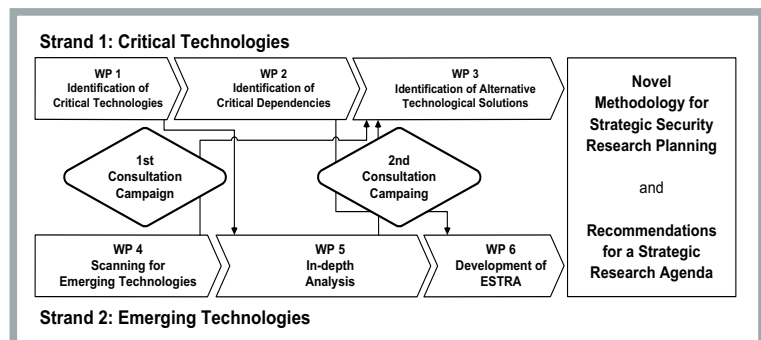 Strand 1: Critical Technologies
WP 1
Identification of
Critical Technologies
WP 2
Identification of
Critical Dependencies
WP 3
Identification of Alternative
Technological Solutions
1st
Consultation
Campaign
2nd
Consultation
Campaing
WP 4
Scanning for
Emerging Technologies
WP 5
In-depth
Analysis
WP 6
Development of
ESTRA
Strand 2: Emerging Technologies
Novel
Methodology for
Strategic Security
Research Planning
and
Recommendations
for a Strategic
Research Agenda